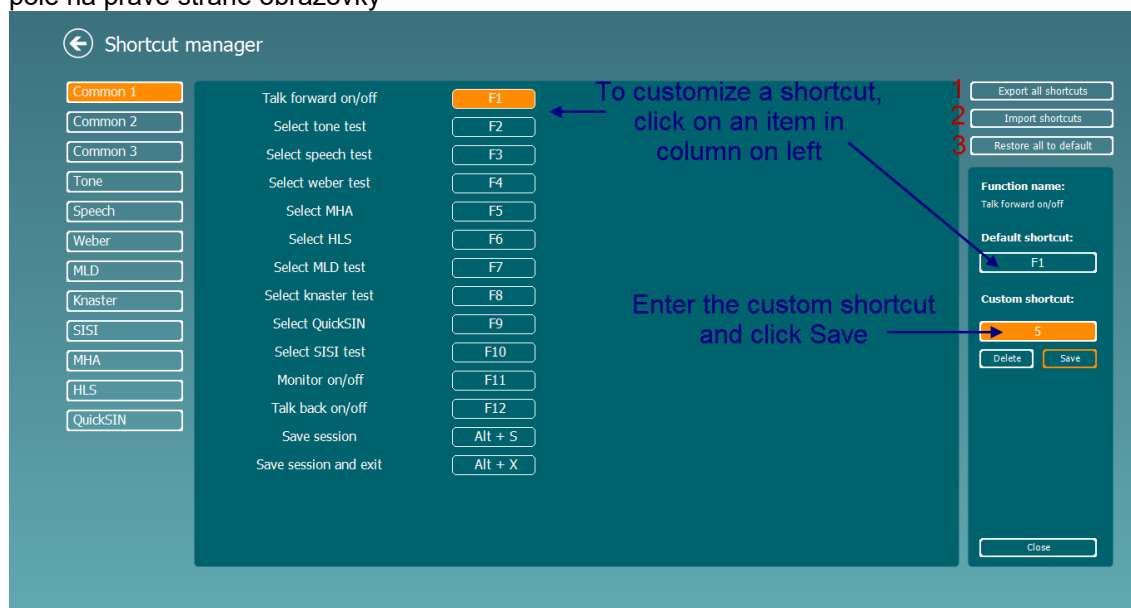 pole na pravé straně obrazovky
Shortcut manager
Common 1
Common 2
Common 3
Tone
Speech
Weber
MLD
Knaster
SISI
MHA
HLS
QuickSIN
Talk forward on/off F1
Select tone test F2
Select speech test F3
Select weber test F4
Select MHA F5
Select HLS F6
Select MLD test F7
Select knaster test F8
Select QuickSIN F9
Select SISI test F10
Monitor on/off F11
Talk back on/off F12
Save session Alt + S
Save session and exit Alt + X
To customize a shortcut,
click on an item in
column on left
Enter the custom shortcut
and click Save
1 Export all shortcuts
2 Import shortcuts
3 Restore all to default
Function name:
Talk forward on/off
Default shortcut:
F1
Custom shortcut:
5
Delete Save
Close